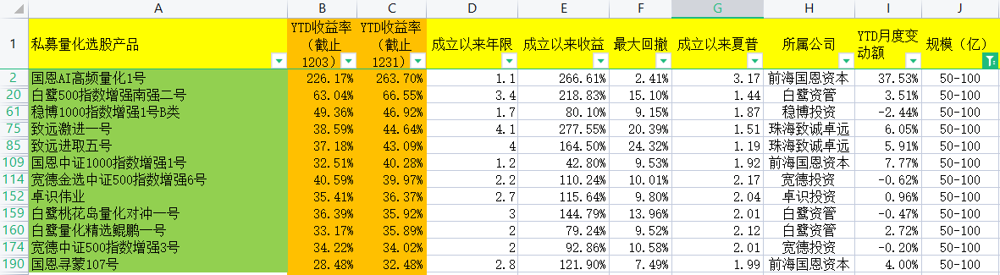 A B C D E F G H I J
1 私募量化选股产品 YTD收益率（截止1203） YTD收益率（截止1231） 成立以来年限 成立以来收益 最大回撤 成立以来夏普 所属公司 YTD月度变动额 规模（亿）
2 国恩AI高频量化1号 226.17% 263.70% 1.1 266.61% 2.41% 3.17 前海国恩资本 37.53% 50-100
20 白鹭500指数增强南强二号 63.04% 66.55% 3.4 218.83% 15.10% 1.44 白鹭资管 3.51% 50-100
61 稳博1000指数增强1号B类 49.36% 46.92% 1.7 80.10% 9.15% 1.87 稳博投资 -2.44% 50-100
75 致远激进一号 38.59% 44.64% 4.1 277.55% 20.39% 1.51 珠海致诚卓远 6.05% 50-100
85 致远进取五号 37.18% 43.09% 4 164.50% 24.32% 1.19 珠海致诚卓远 5.91% 50-100
109 国恩中证1000指数增强1号 32.51% 40.28% 1.2 42.80% 9.53% 1.92 前海国恩资本 7.77% 50-100
114 宽德金选中证500指数增强6号 40.59% 39.97% 2.2 110.24% 10.01% 2.17 宽德投资 -0.62% 50-100
152 卓识伟业 35.41% 36.37% 2.7 115.64% 9.80% 2.04 卓识投资 0.96% 50-100
159 白鹭桃花岛量化对冲一号 36.39% 35.92% 3 144.79% 13.96% 2.01 白鹭资管 -0.47% 50-100
160 白鹭量化精选鲲鹏一号 33.17% 35.89% 2 79.24% 9.52% 2.12 白鹭资管 2.72% 50-100
174 宽德中证500指数增强3号 34.22% 34.02% 2 92.86% 10.58% 2.01 宽德投资 -0.20% 50-100
190 国恩寻蒙107号 28.48% 32.48% 2.8 121.90% 7.49% 1.99 前海国恩资本 4.00% 50-100